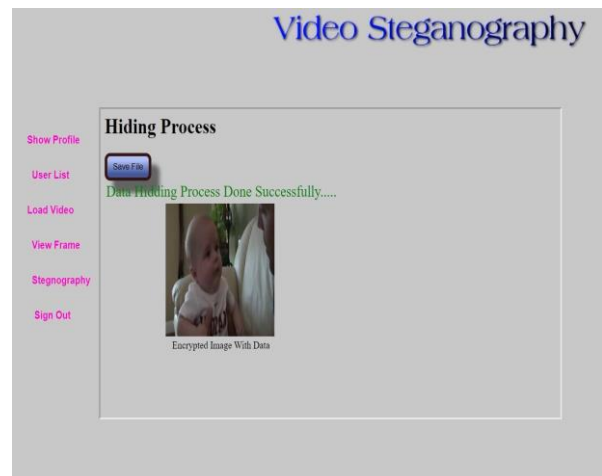 Video Steganography
Hiding Process
Show Profile
Save File
User List
Data Hidding Process Done Successfully.....
Load Video
View Frame
Stegnography
Sign Out
Encrypted Image With Data